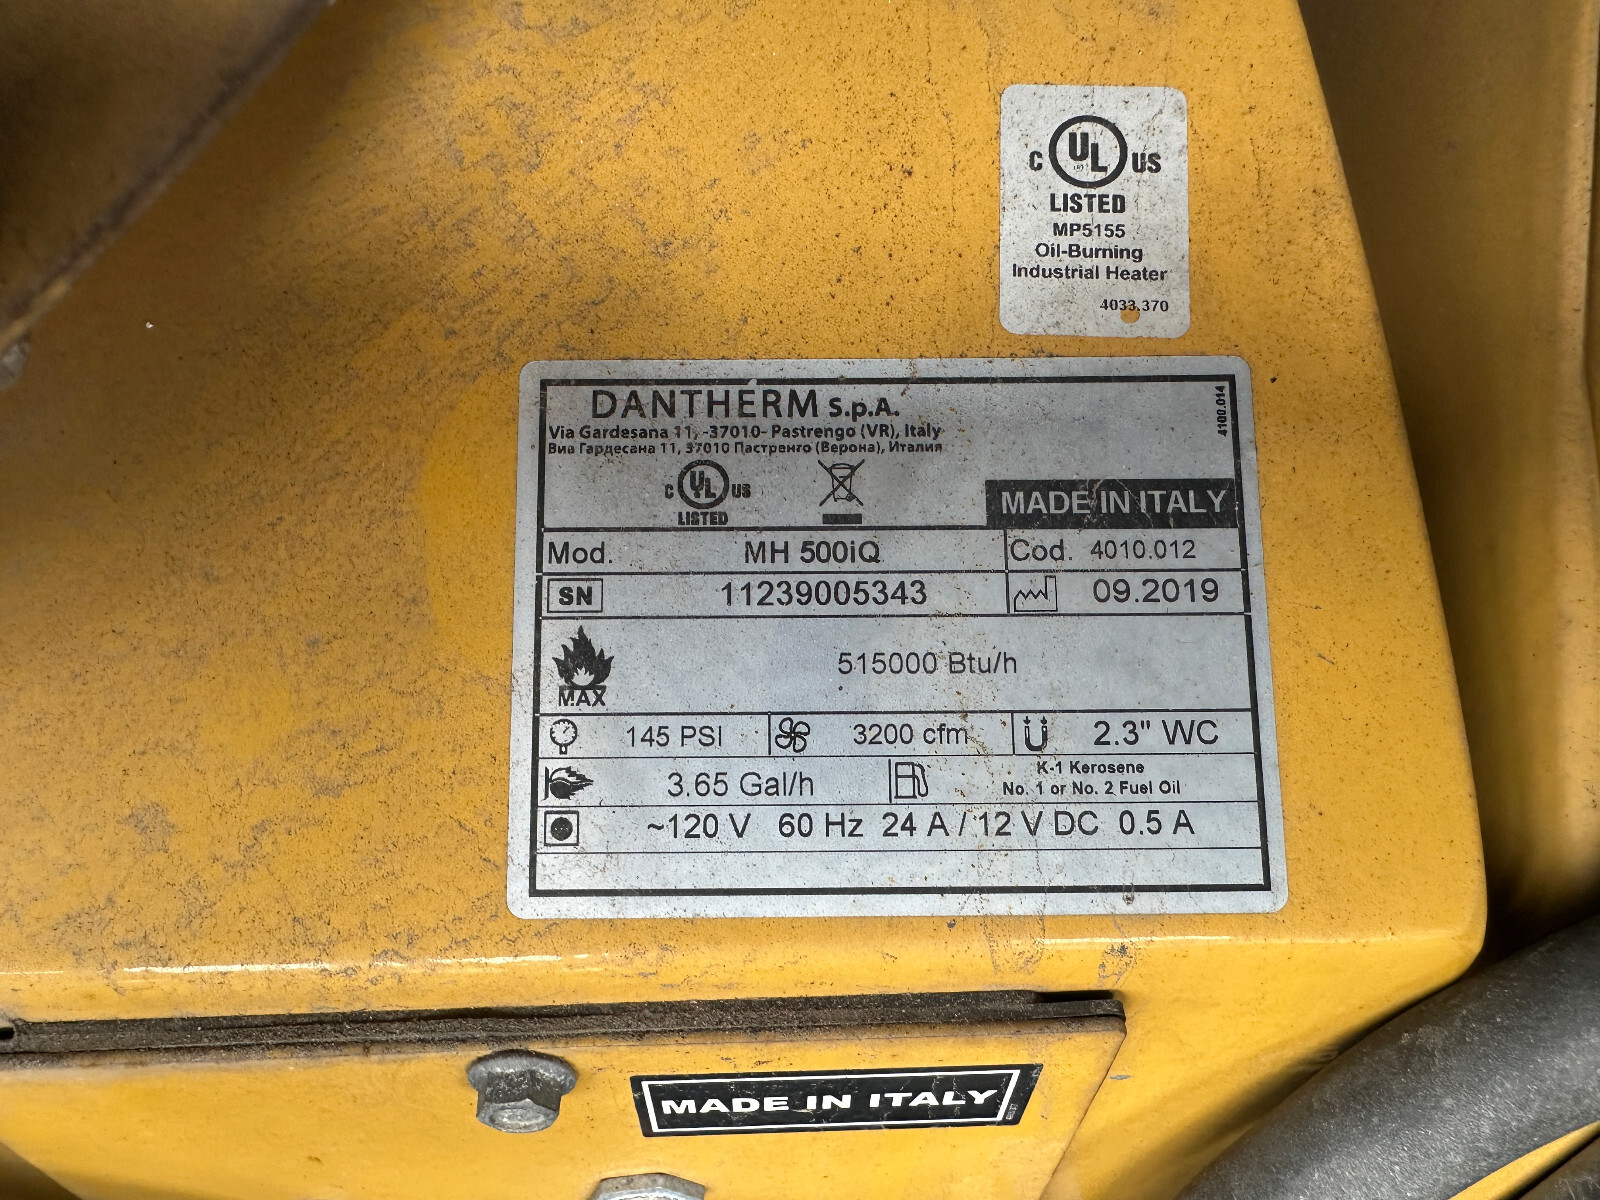 C UL US
LISTED
MP5155
Oil-Burning
Industrial Heater
4033.370
DANTHERM S.p.A.
4100.014
Via Gardesana 11, -37010- Pastrengo (VR), Italy
Виа Гардесана 11, 37010 Пастренго (Верона), Италия
C UL US
LISTED
MADE IN ITALY
Mod. MH 500iQ Cod. 4010.012
SN 11239005343 09.2019
515000 Btu/h
MAX
145 PSI 3200 cfm 2.3" WC
3.65 Gal/h
K-1 Kerosene
No. 1 or No. 2 Fuel Oil
~120 V 60 Hz 24 A / 12 V DC 0.5 A
MADE IN ITALY